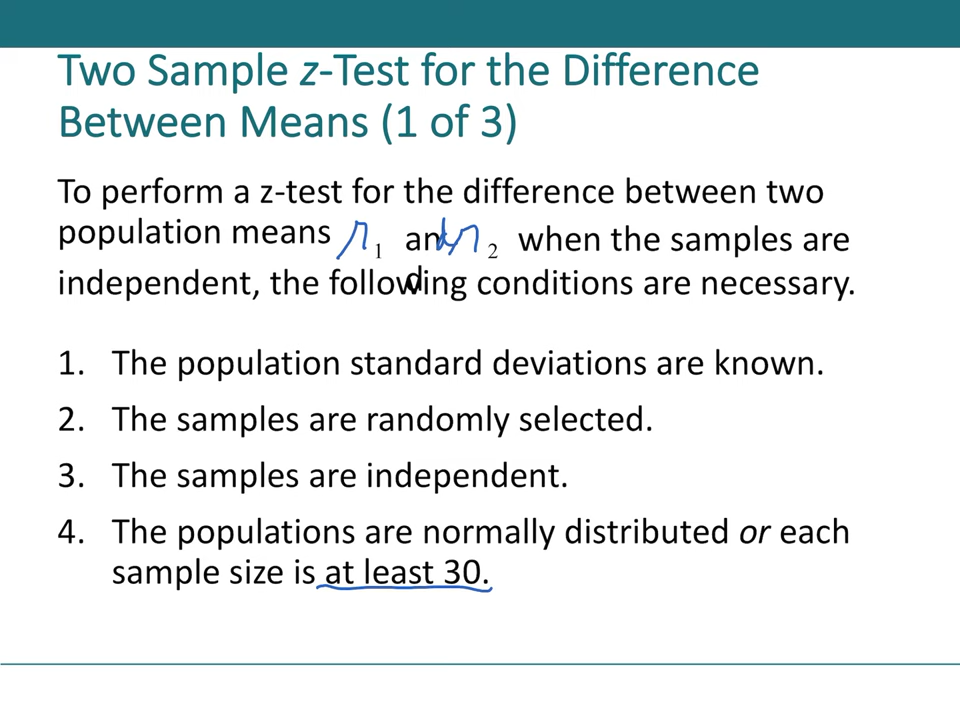 Two Sample z-Test for the Difference
Between Means (1 of 3)
To perform a z-test for the difference between two
population means μ₁ and μ₂ when the samples are
independent, the following conditions are necessary.
1. The population standard deviations are known.
2. The samples are randomly selected.
3. The samples are independent.
4. The populations are normally distributed or each
sample size is at least 30.